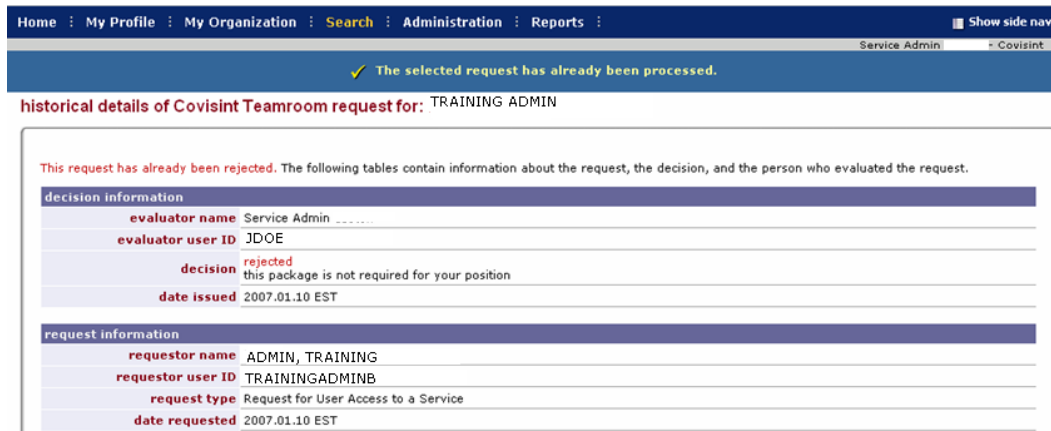 Home ⁝ My Profile ⁝ My Organization ⁝ Search ⁝ Administration ⁝ Reports ⁝ Show side nav
Service Admin - Covisint
The selected request has already been processed.
historical details of Covisint Teamroom request for: TRAINING ADMIN
This request has already been rejected. The following tables contain information about the request, the decision, and the person who evaluated the request.
decision information
evaluator name Service Admin
evaluator user ID JDOE
decision rejected
this package is not required for your position
date issued 2007.01.10 EST
request information
requestor name ADMIN, TRAINING
requestor user ID TRAININGADMINB
request type Request for User Access to a Service
date requested 2007.01.10 EST